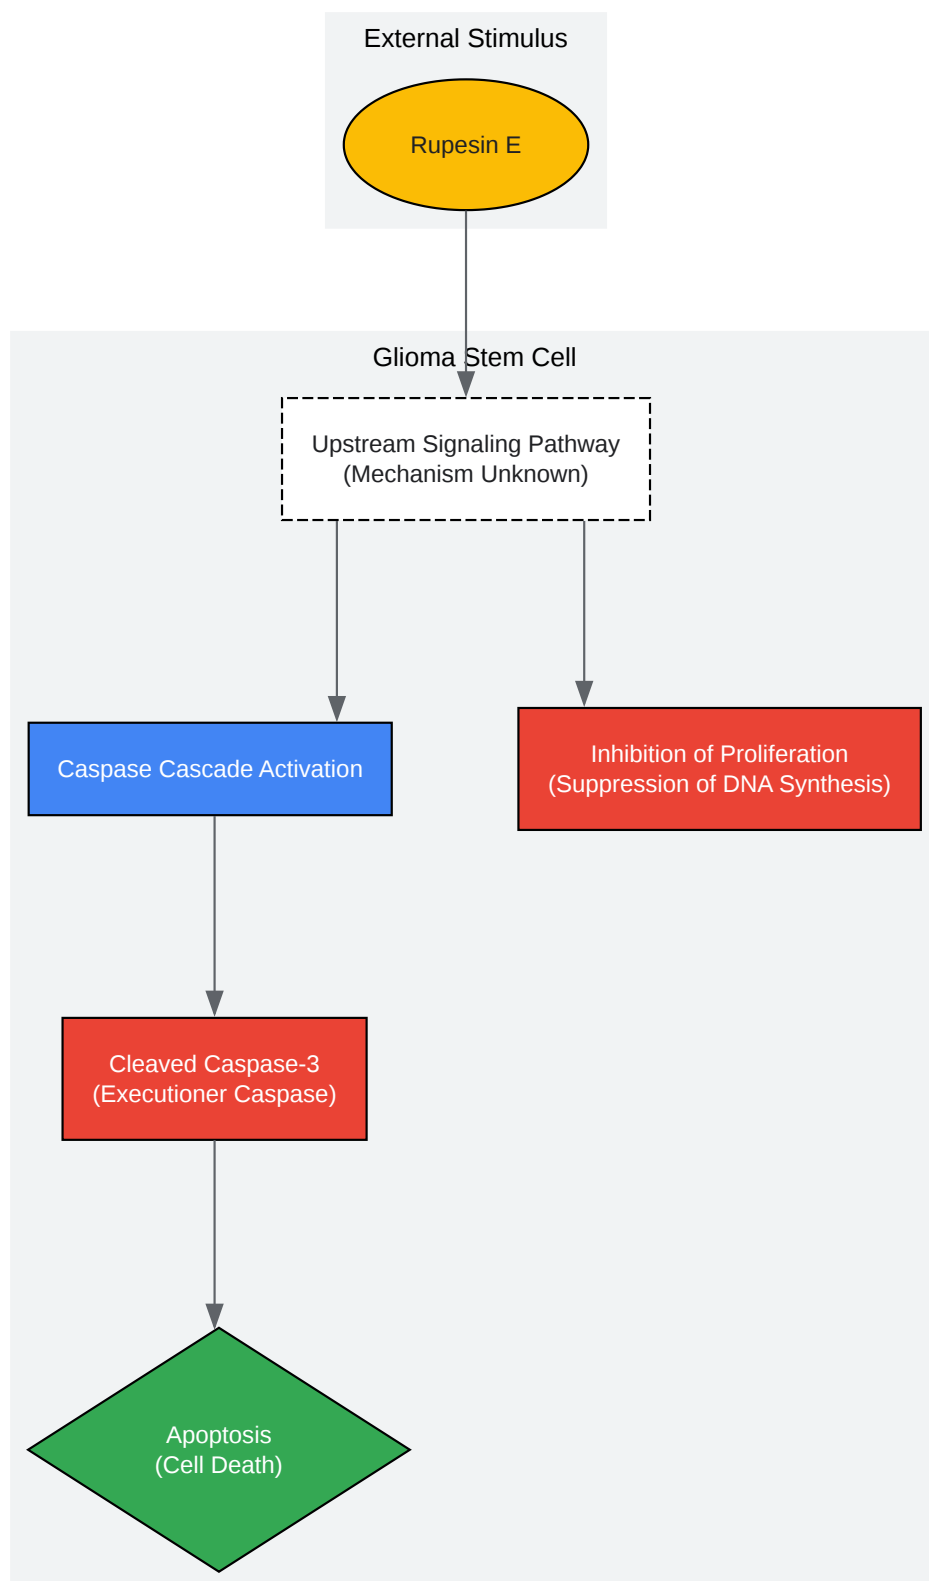 External Stimulus
Rupesin E
Glioma Stem Cell
Upstream Signaling Pathway
(Mechanism Unknown)
Caspase Cascade Activation
Inhibition of Proliferation
(Suppression of DNA Synthesis)
Cleaved Caspase-3
(Executioner Caspase)
Apoptosis
(Cell Death)